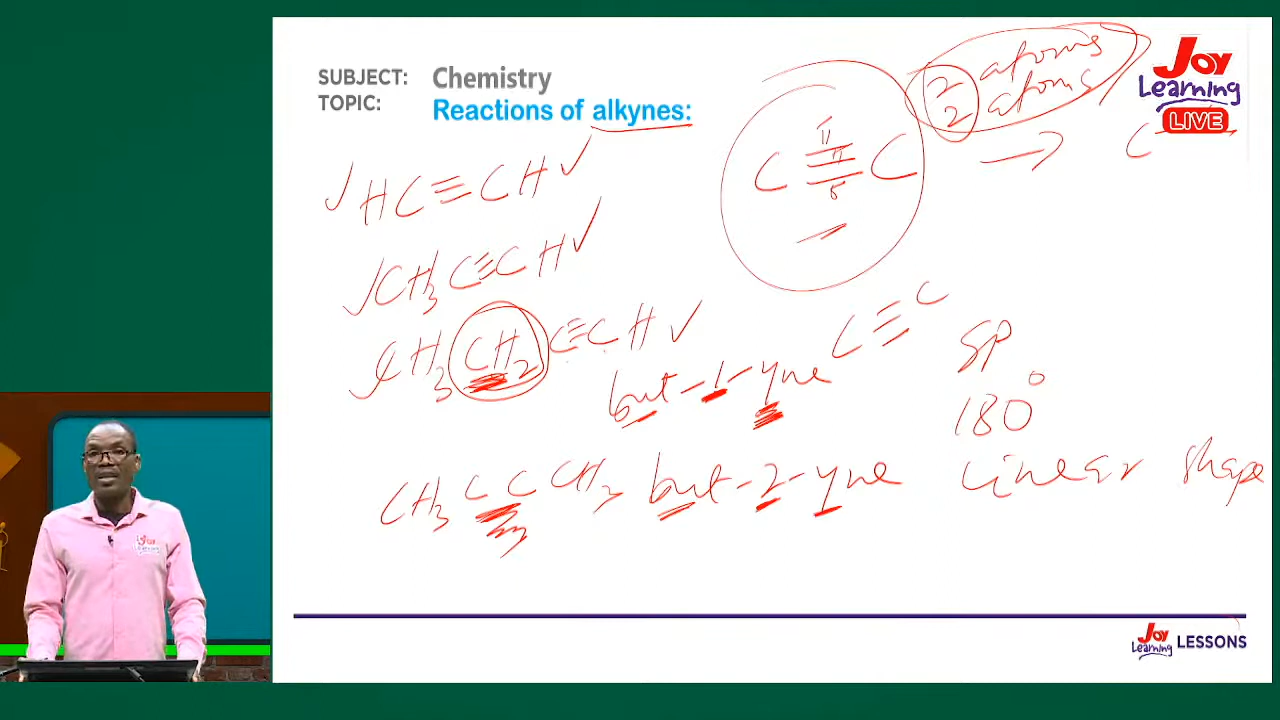 SUBJECT: Chemistry
TOPIC: Reactions of alkynes:
2 atoms
2 atoms
Joy
Learning
LIVE
π
π
C≡C → C
σ
HC≡CH
CH3C≡CH
CH3CH2C≡CH
C≡C
but-1-yne
SP
180°
CH3CCCH3 but-2-yne
Linear shape
Joy
Learning LESSONS